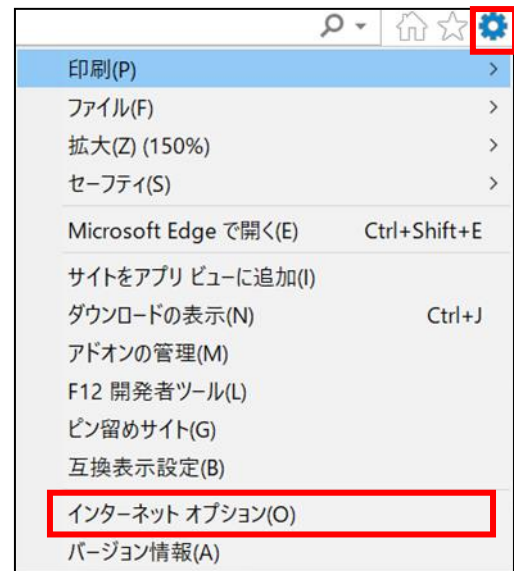 印刷(P)
ファイル(F)
拡大(Z) (150%)
セーフティ(S)
Microsoft Edge で開く(E) Ctrl+Shift+E
サイトをアプリ ビューに追加(I)
ダウンロードの表示(N) Ctrl+J
アドオンの管理(M)
F12 開発者ツール(L)
ピン留めサイト(G)
互換表示設定(B)
インターネット オプション(O)
バージョン情報(A)